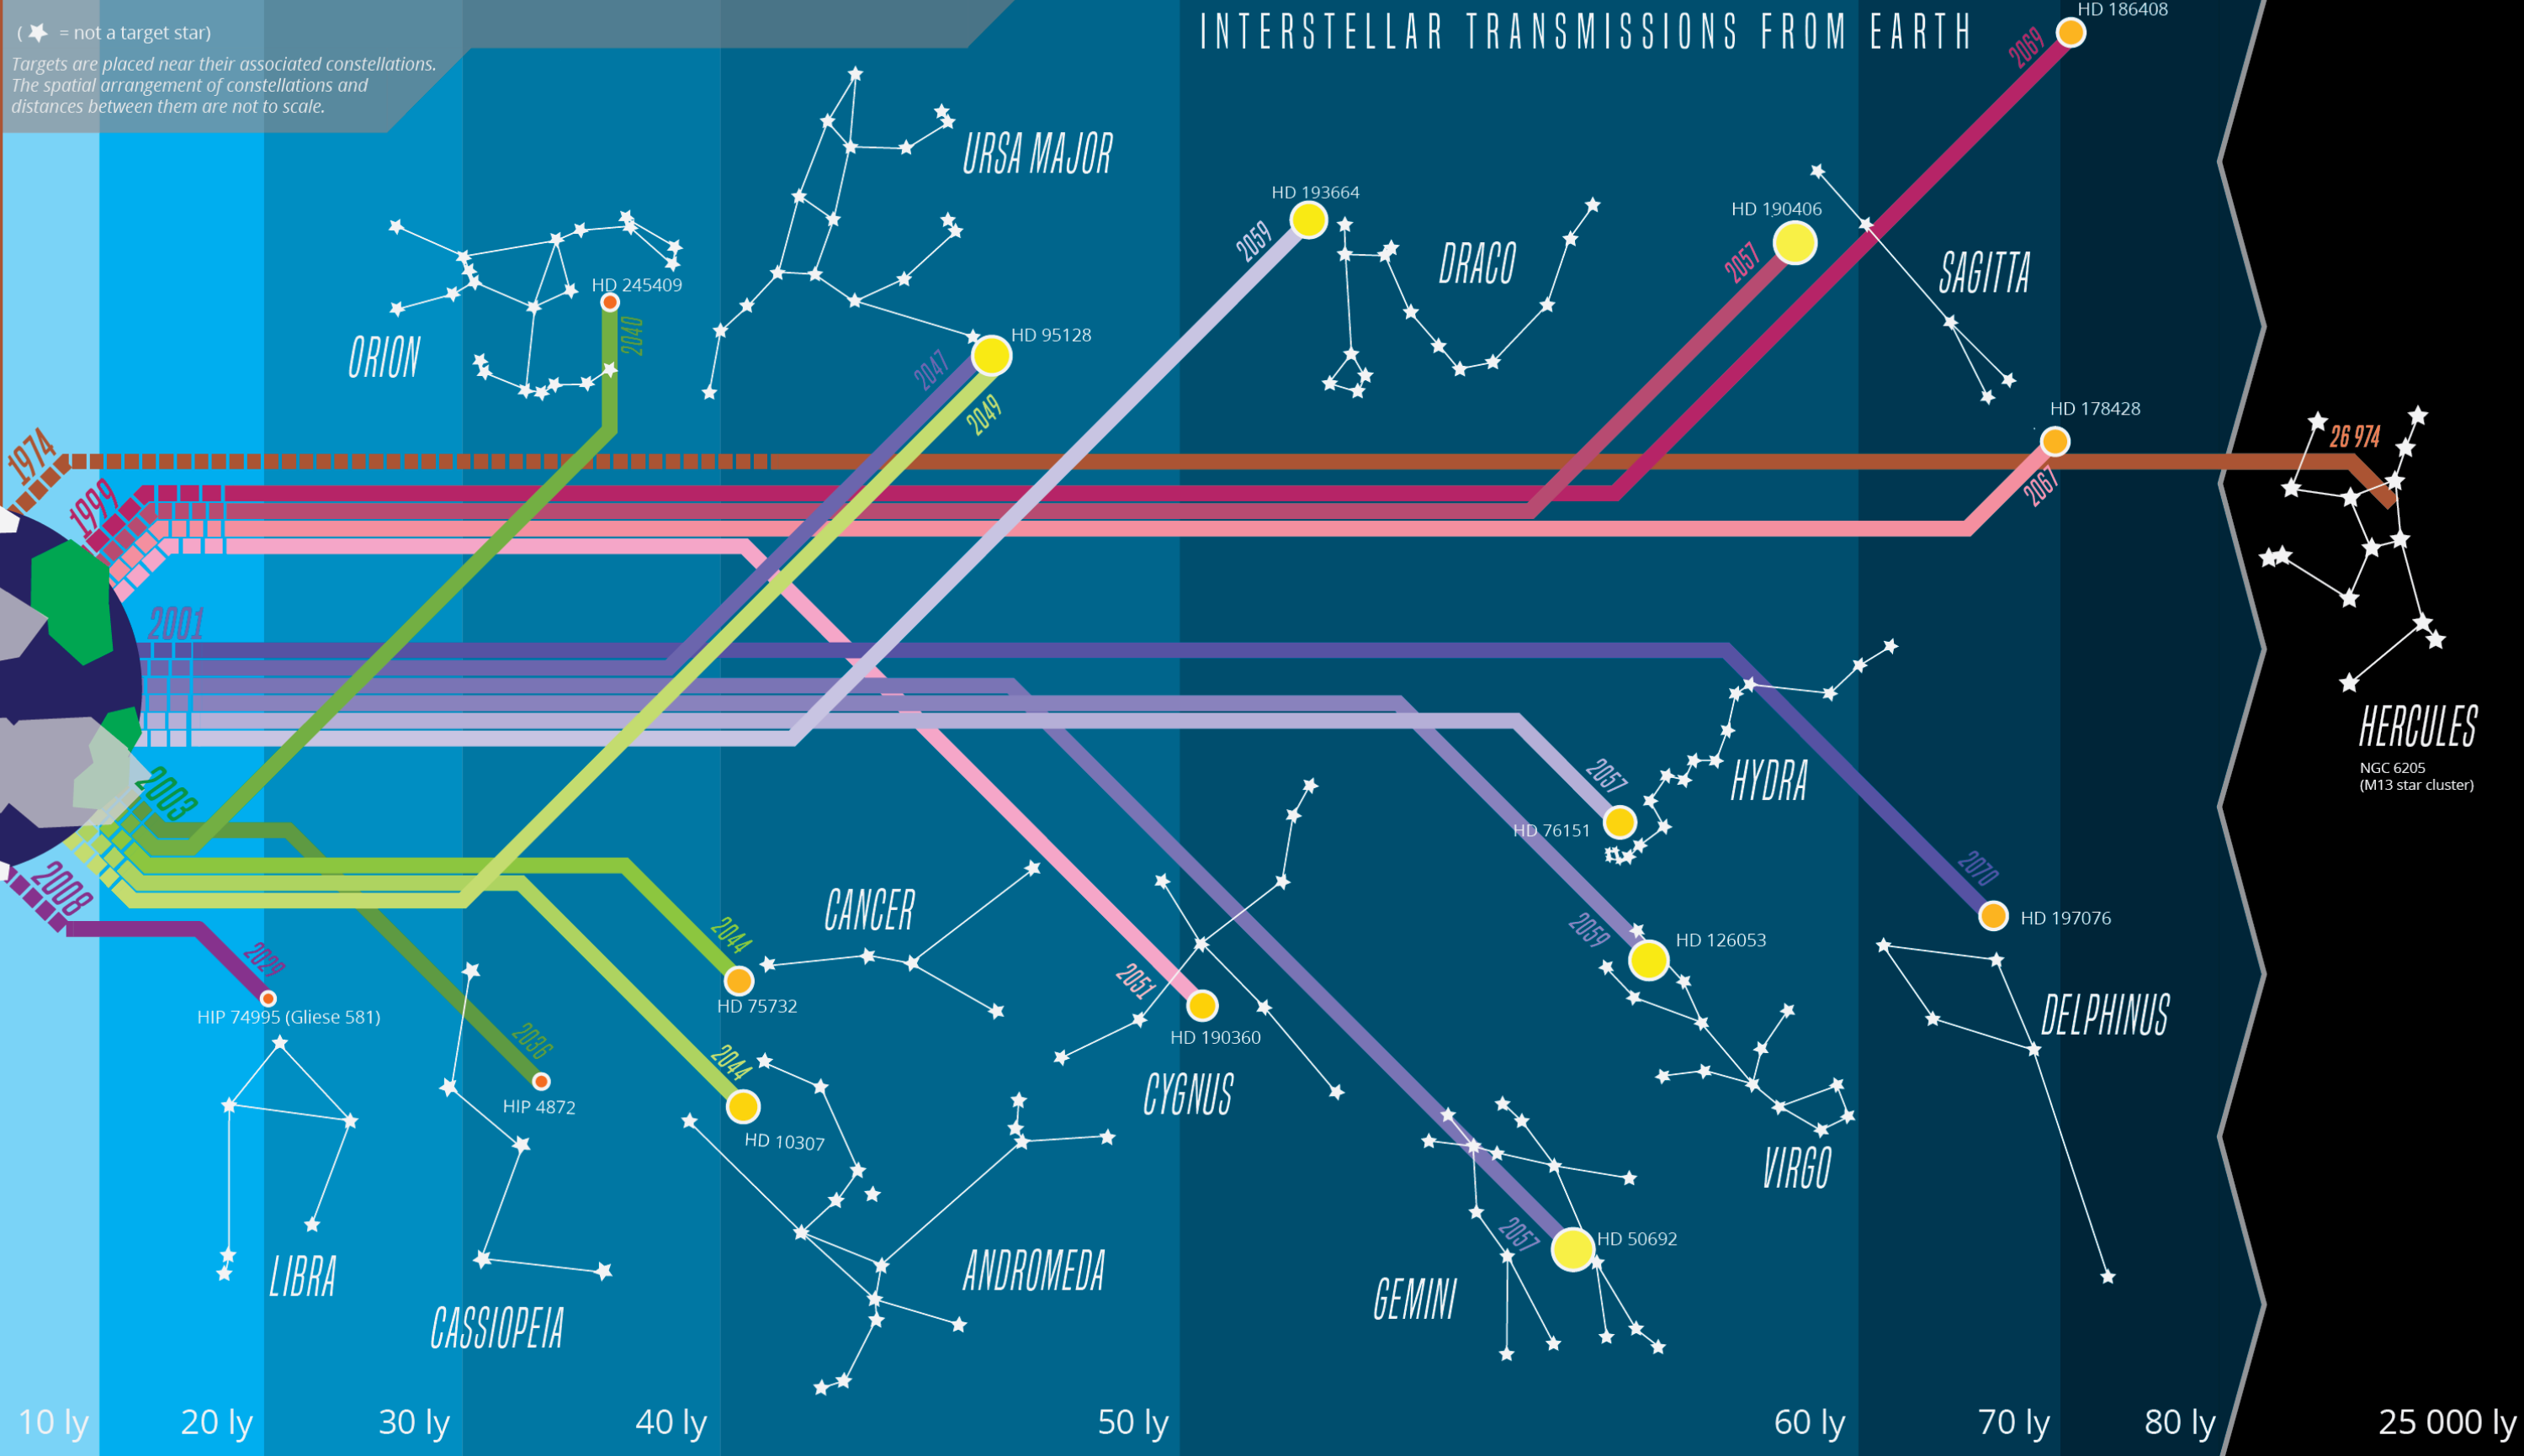 INTERSTELLAR TRANSMISSIONS FROM EARTH
( = not a target star)
Targets are placed near their associated constellations.
The spatial arrangement of constellations and
distances between them are not to scale.
HD 186408
2069
URSA MAJOR
HD 193664
2059
DRACO
HD 190406
2057
SAGITTA
HD 245409
2040
ORION
HD 95128
2047
2049
HD 178428
2067
26 974
1974
1999
2001
2003
2008
HERCULES
NGC 6205
(M13 star cluster)
2057
HD 76151
HYDRA
2070
HD 197076
2059
HD 126053
CANCER
2044
HD 75732
2029
HIP 74995 (Gliese 581)
2051
HD 190360
CYGNUS
DELPHINUS
2036
HIP 4872
2044
HD 10307
VIRGO
2057
HD 50692
GEMINI
ANDROMEDA
LIBRA
CASSIOPEIA
10 ly
20 ly
30 ly
40 ly
50 ly
60 ly
70 ly
80 ly
25 000 ly